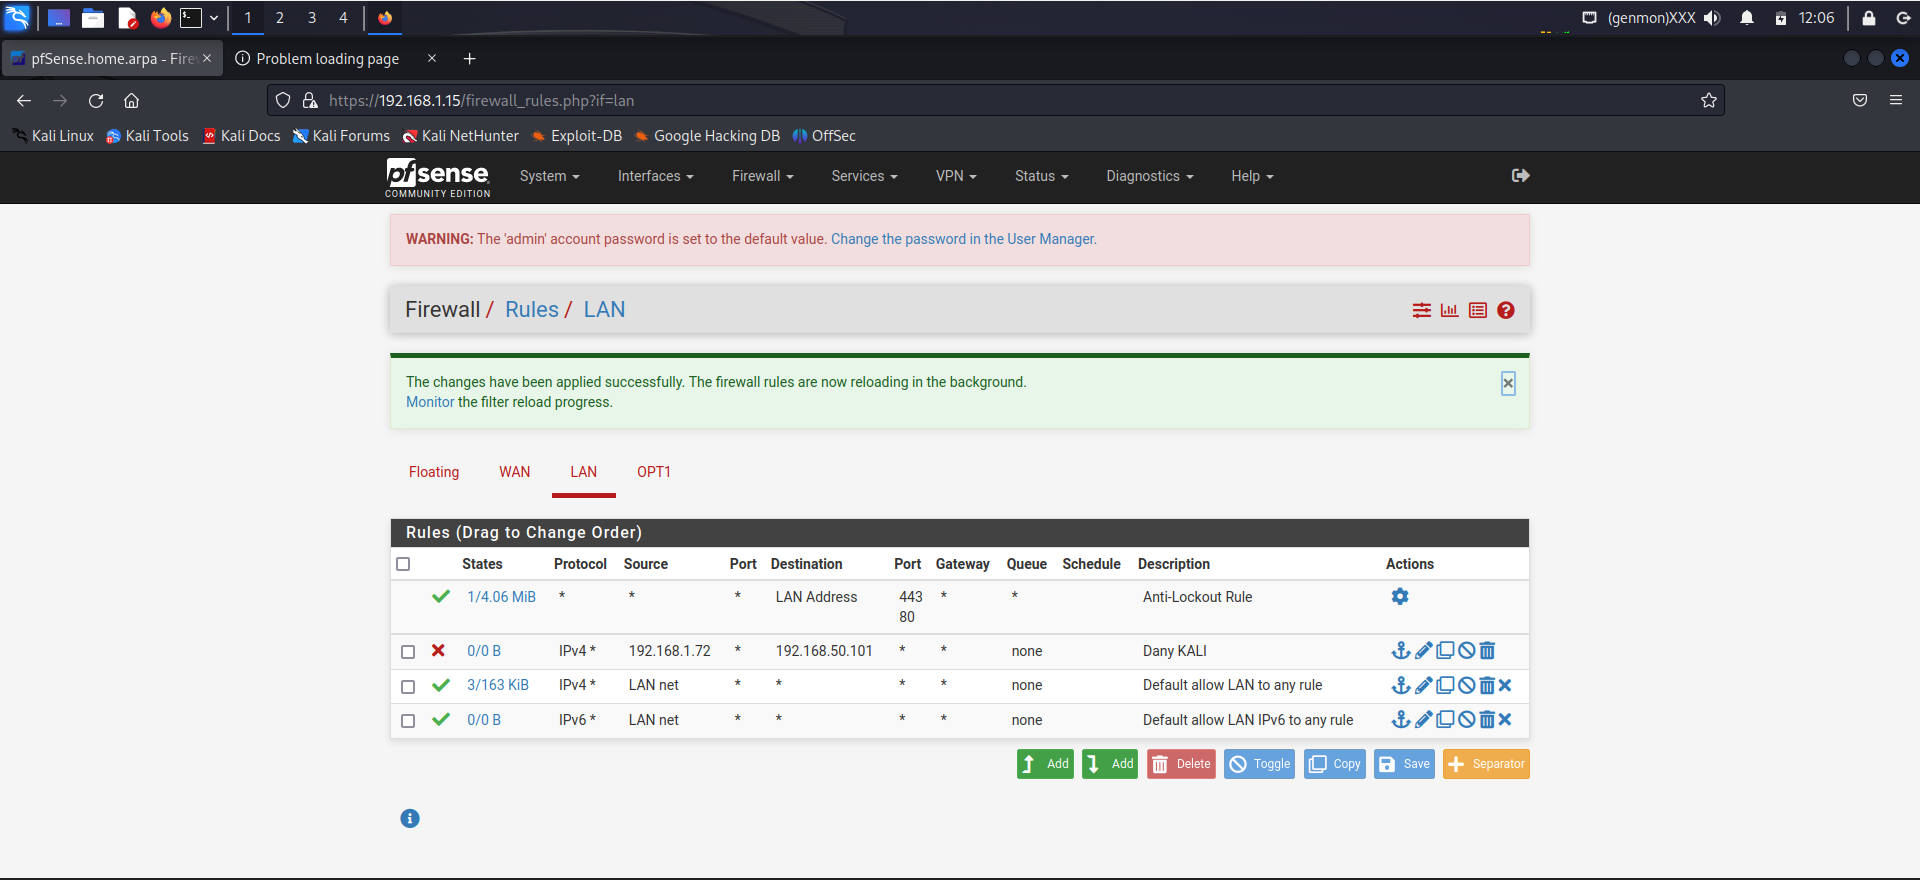 1 2 3 4 (genmon)XXX 12:06
pfSense.home.arpa - Fire Problem loading page
https://192.168.1.15/firewall_rules.php?if=lan
Kali Linux Kali Tools Kali Docs Kali Forums Kali NetHunter Exploit-DB Google Hacking DB OffSec
pfsense System Interfaces Firewall Services VPN Status Diagnostics Help
COMMUNITY EDITION
WARNING: The 'admin' account password is set to the default value. Change the password in the User Manager.
Firewall / Rules / LAN
The changes have been applied successfully. The firewall rules are now reloading in the background.
Monitor the filter reload progress.
Floating WAN LAN OPT1
Rules (Drag to Change Order)
States Protocol Source Port Destination Port Gateway Queue Schedule Description Actions
1/4.06 MiB * * * LAN Address 443 * * Anti-Lockout Rule
80
0/0 B IPv4 * 192.168.1.72 * 192.168.50.101 * * none Dany KALI
3/163 KiB IPv4 * LAN net * * * * none Default allow LAN to any rule
0/0 B IPv6 * LAN net * * * * none Default allow LAN IPv6 to any rule
Add Add Delete Toggle Copy Save Separator